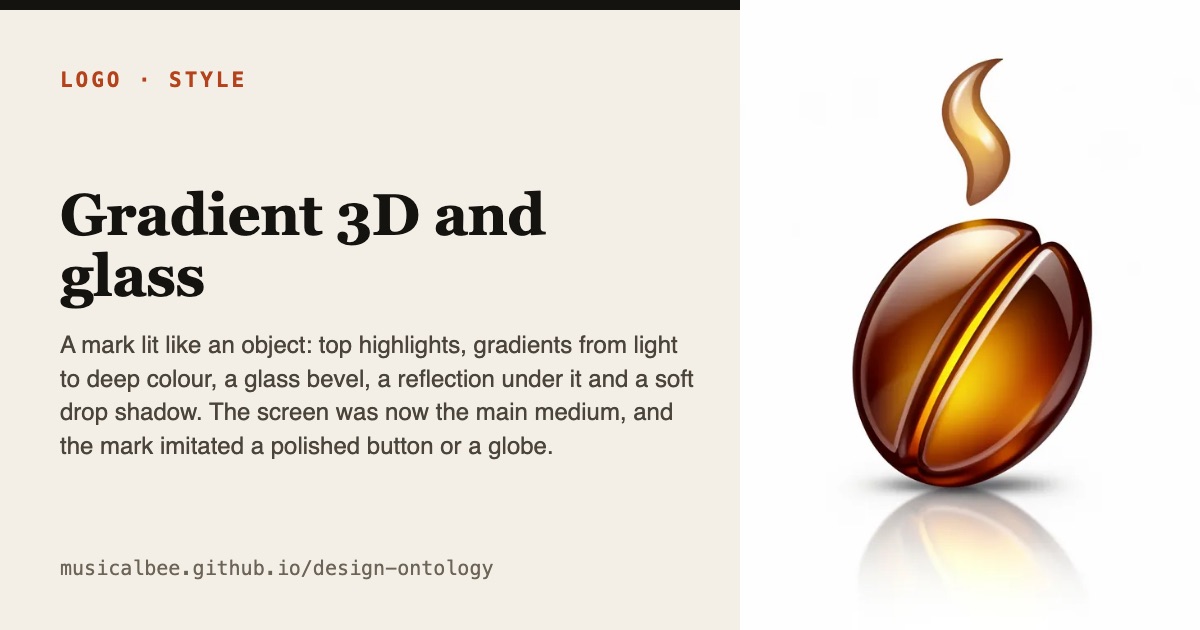 LOGO · STYLE
Gradient 3D and
glass
A mark lit like an object: top highlights, gradients from light
to deep colour, a glass bevel, a reflection under it and a soft
drop shadow. The screen was now the main medium, and
the mark imitated a polished button or a globe.
musicalbee.github.io/design-ontology